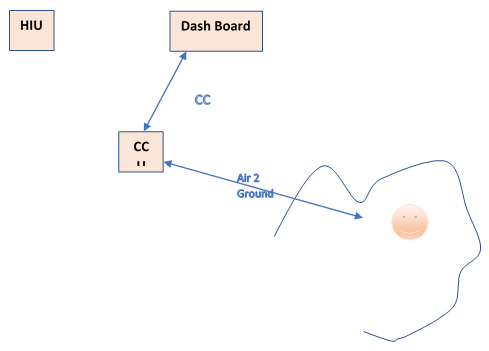 HIU
Dash Board
CC
CC
Air 2
Ground